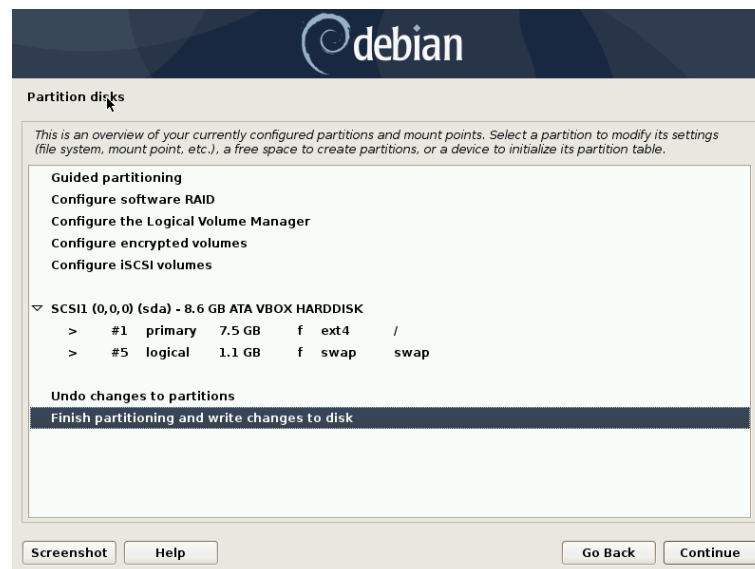 debian
Partition disks
This is an overview of your currently configured partitions and mount points. Select a partition to modify its settings
(file system, mount point, etc.), a free space to create partitions, or a device to initialize its partition table.
Guided partitioning
Configure software RAID
Configure the Logical Volume Manager
Configure encrypted volumes
Configure iSCSI volumes
SCSI1 (0,0,0) (sda) - 8.6 GB ATA VBOX HARDDISK
> #1 primary 7.5 GB f ext4 /
> #5 logical 1.1 GB f swap swap
Undo changes to partitions
Finish partitioning and write changes to disk
Screenshot Help Go Back Continue